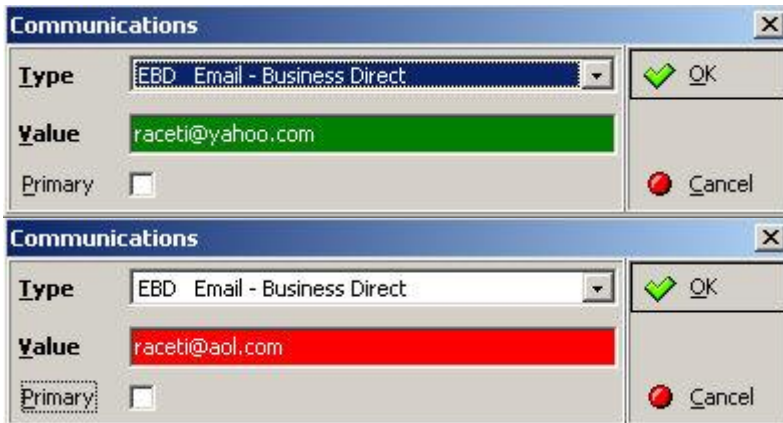 Communications
Type EBD Email - Business Direct OK
Value raceti@yahoo.com
Primary Cancel
Communications
Type EBD Email - Business Direct OK
Value raceti@aol.com
Primary Cancel